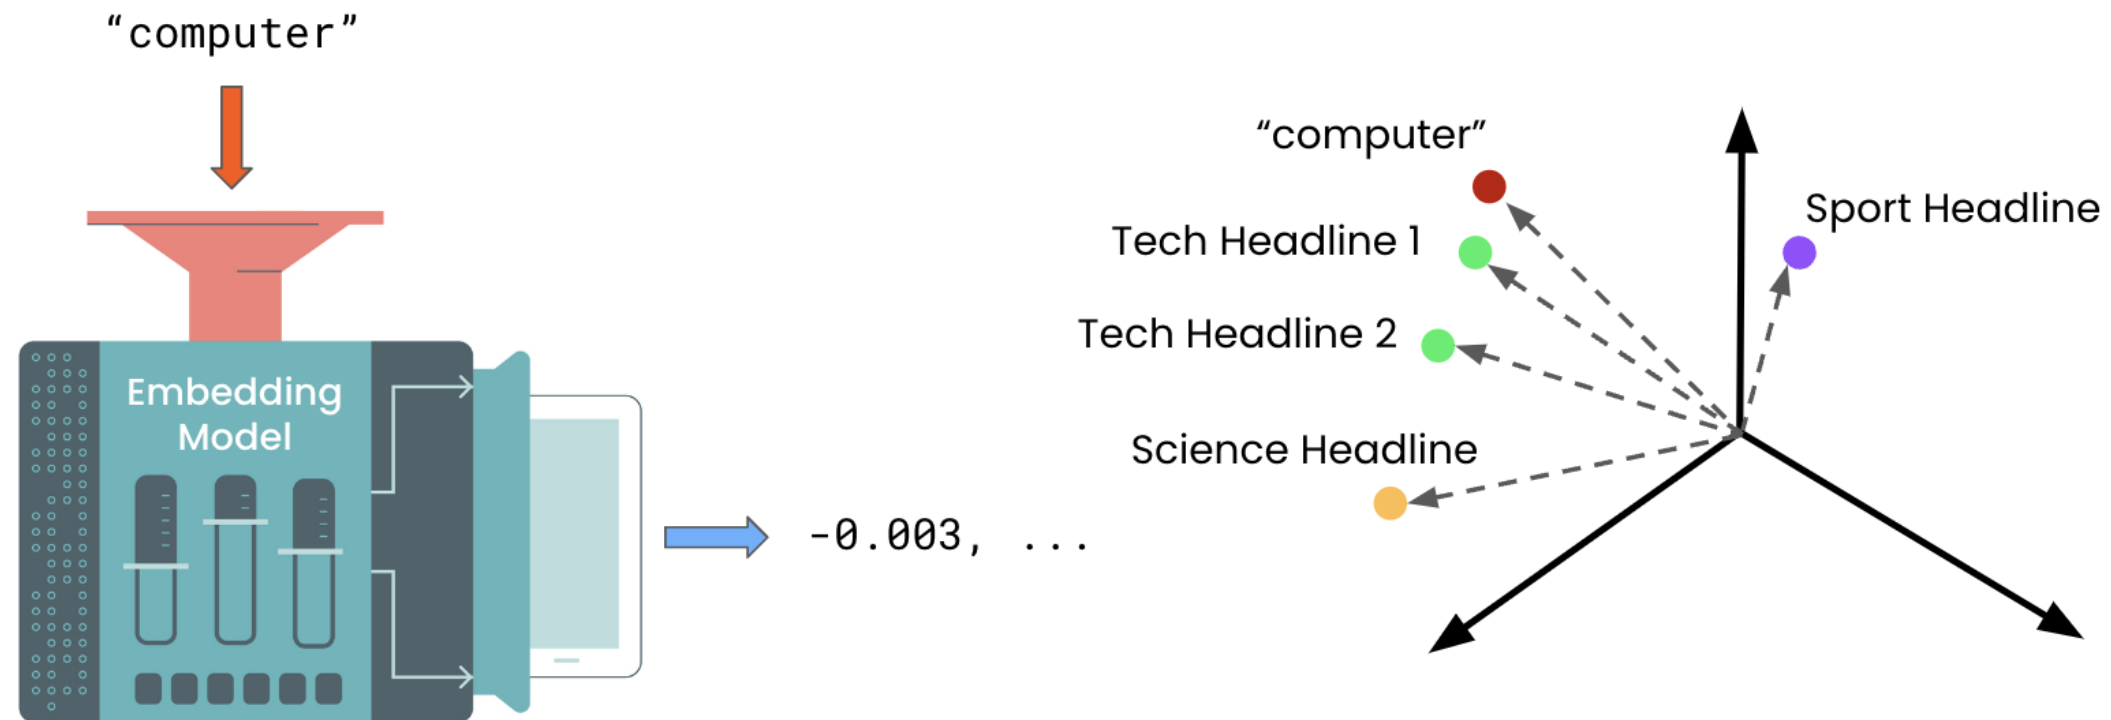 “computer”
Embedding
Model
-0.003, ...
“computer”
Tech Headline 1
Tech Headline 2
Science Headline
Sport Headline